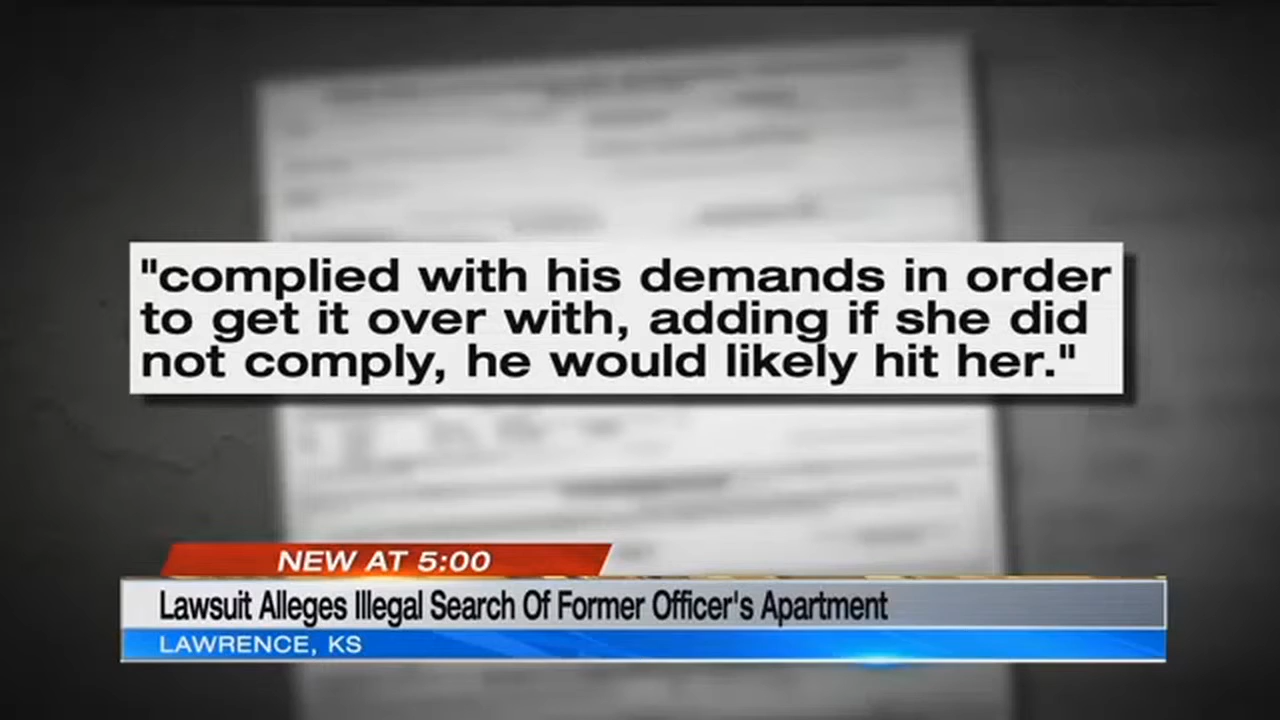 "complied with his demands in order
to get it over with, adding if she did
not comply, he would likely hit her."
NEW AT 5:00
Lawsuit Alleges Illegal Search Of Former Officer's Apartment
LAWRENCE, KS